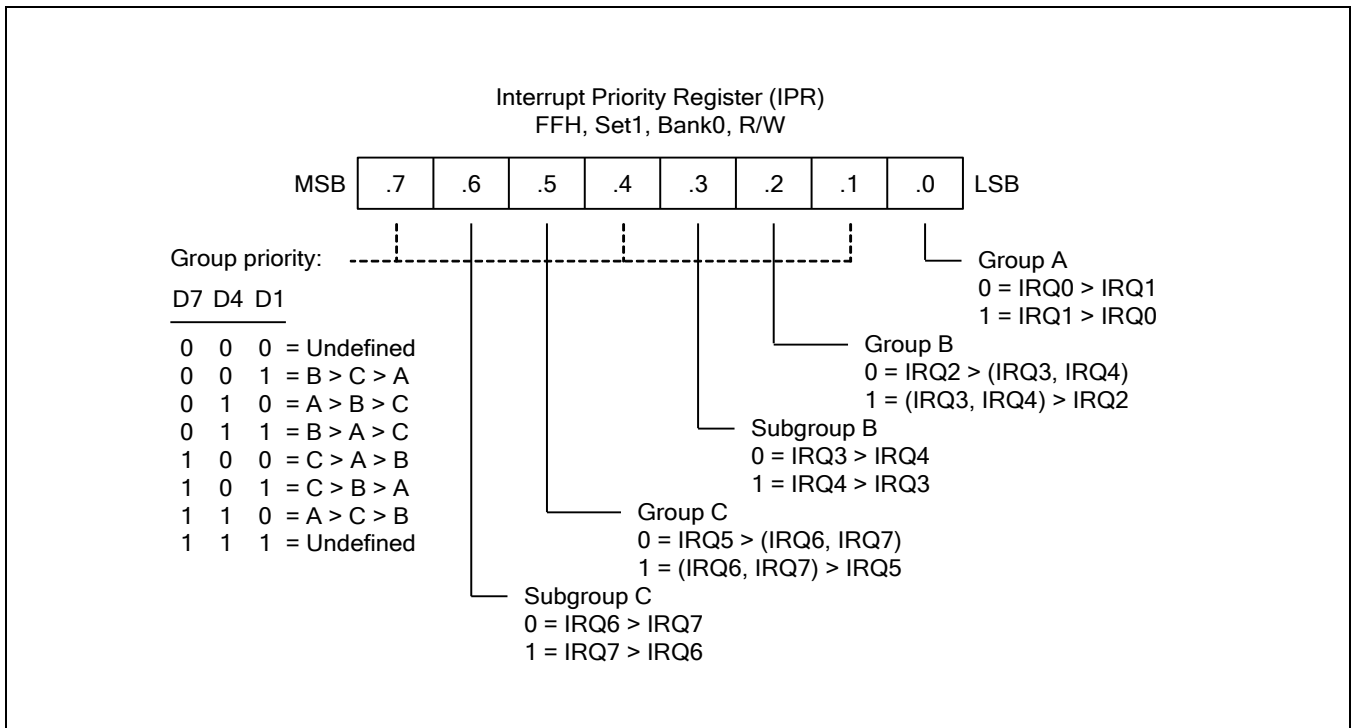 Interrupt Priority Register (IPR)
FFH, Set1, Bank0, R/W
MSB .7 .6 .5 .4 .3 .2 .1 .0 LSB
Group priority:
D7 D4 D1
0 0 0 = Undefined
0 0 1 = B > C > A
0 1 0 = A > B > C
0 1 1 = B > A > C
1 0 0 = C > A > B
1 0 1 = C > B > A
1 1 0 = A > C > B
1 1 1 = Undefined
Group A
0 = IRQ0 > IRQ1
1 = IRQ1 > IRQ0
Group B
0 = IRQ2 > (IRQ3, IRQ4)
1 = (IRQ3, IRQ4) > IRQ2
Subgroup B
0 = IRQ3 > IRQ4
1 = IRQ4 > IRQ3
Group C
0 = IRQ5 > (IRQ6, IRQ7)
1 = (IRQ6, IRQ7) > IRQ5
Subgroup C
0 = IRQ6 > IRQ7
1 = IRQ7 > IRQ6